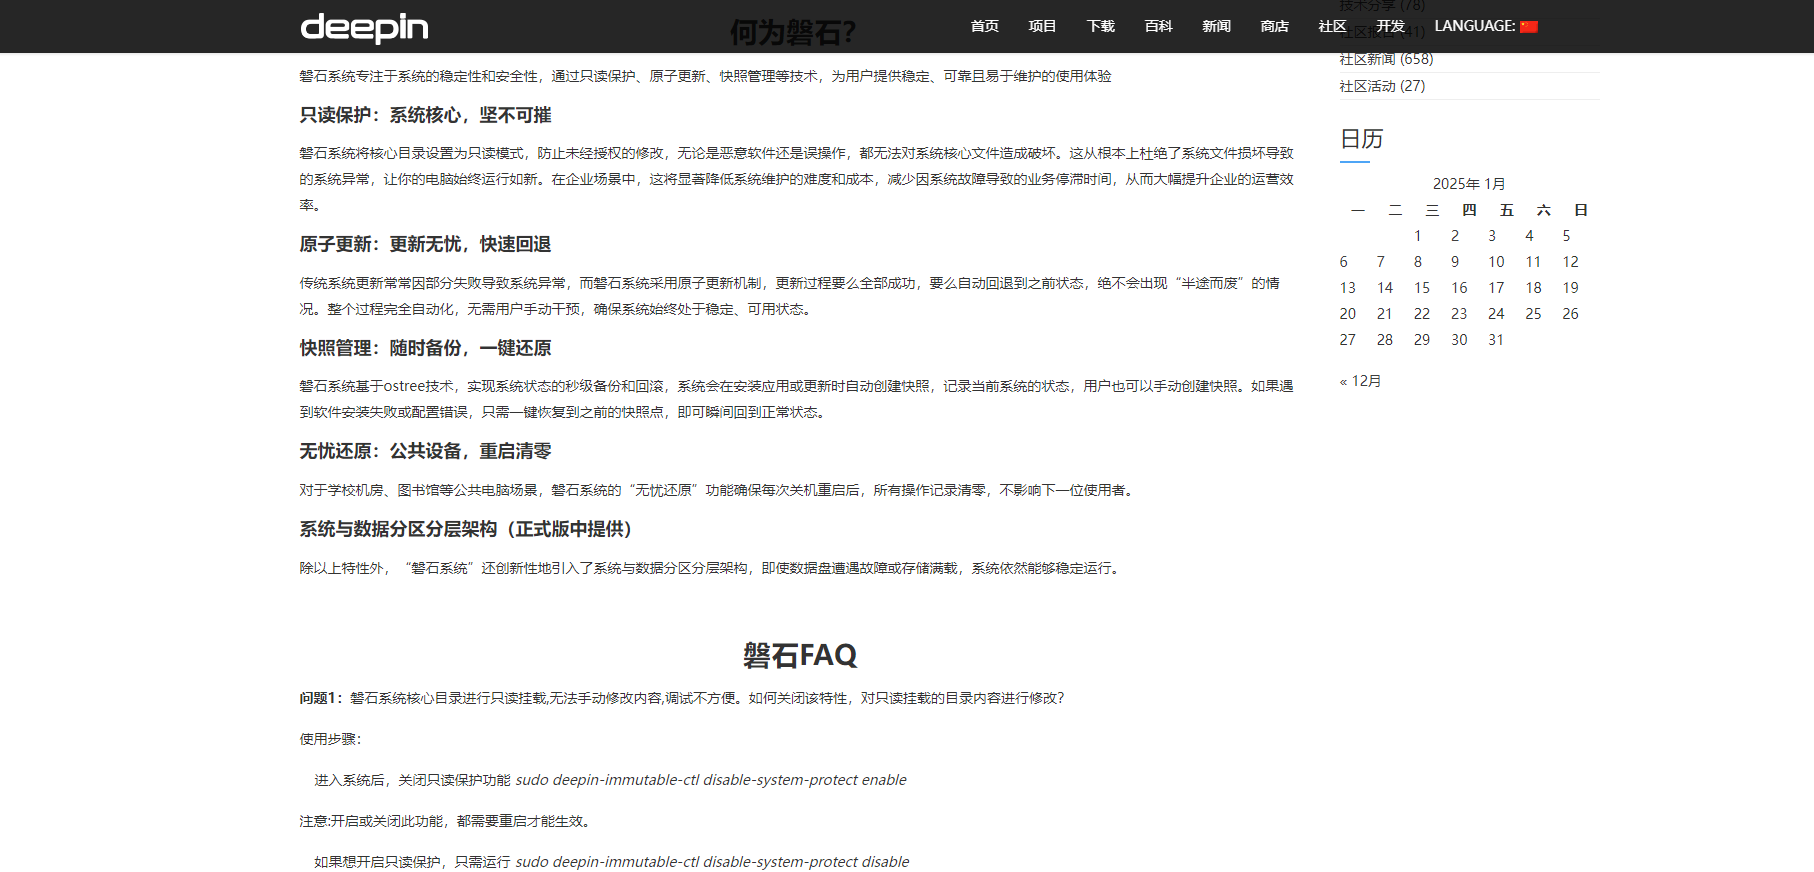 deepin
首页 项目 下载 百科 新闻 商店 社区 开发 LANGUAGE:
何为磐石？
磐石系统专注于系统的稳定性和安全性，通过只读保护、原子更新、快照管理等技术，为用户提供稳定、可靠且易于维护的使用体验
只读保护：系统核心，坚不可摧
磐石系统将核心目录设置为只读模式，防止未经授权的修改，无论是恶意软件还是误操作，都无法对系统核心文件造成破坏。这从根本上杜绝了系统文件损坏导致
的系统异常，让你的电脑始终运行如新。在企业场景中，这将显著降低系统维护的难度和成本，减少因系统故障导致的业务停滞时间，从而大幅提升企业的运营效
率。
原子更新：更新无忧，快速回退
传统系统更新常常因部分失败导致系统异常，而磐石系统采用原子更新机制，更新过程要么全部成功，要么自动回退到之前状态，绝不会出现“半途而废”的情
况。整个过程完全自动化，无需用户手动干预，确保系统始终处于稳定、可用状态。
快照管理：随时备份，一键还原
磐石系统基于ostree技术，实现系统状态的秒级备份和回滚，系统会在安装应用或更新时自动创建快照，记录当前系统的状态，用户也可以手动创建快照。如果遇
到软件安装失败或配置错误，只需一键恢复到之前的快照点，即可瞬间回到正常状态。
无忧还原：公共设备，重启清零
对于学校机房、图书馆等公共电脑场景，磐石系统的“无忧还原”功能确保每次关机重启后，所有操作记录清零，不影响下一位使用者。
系统与数据分区分层架构（正式版中提供）
除以上特性外，“磐石系统”还创新性地引入了系统与数据分区分层架构，即使数据盘遭遇故障或存储满载，系统依然能够稳定运行。
磐石FAQ
问题1：磐石系统核心目录进行只读挂载,无法手动修改内容,调试不方便。如何关闭该特性，对只读挂载的目录内容进行修改？
使用步骤：
进入系统后，关闭只读保护功能 sudo deepin-immutable-ctl disable-system-protect enable
注意:开启或关闭此功能，都需要重启才能生效。
如果想开启只读保护，只需运行 sudo deepin-immutable-ctl disable-system-protect disable
技术分享 (78)
社区报告 (41)
社区新闻 (658)
社区活动 (27)
日历
2025年 1月
一 二 三 四 五 六 日
1 2 3 4 5
6 7 8 9 10 11 12
13 14 15 16 17 18 19
20 21 22 23 24 25 26
27 28 29 30 31
« 12月